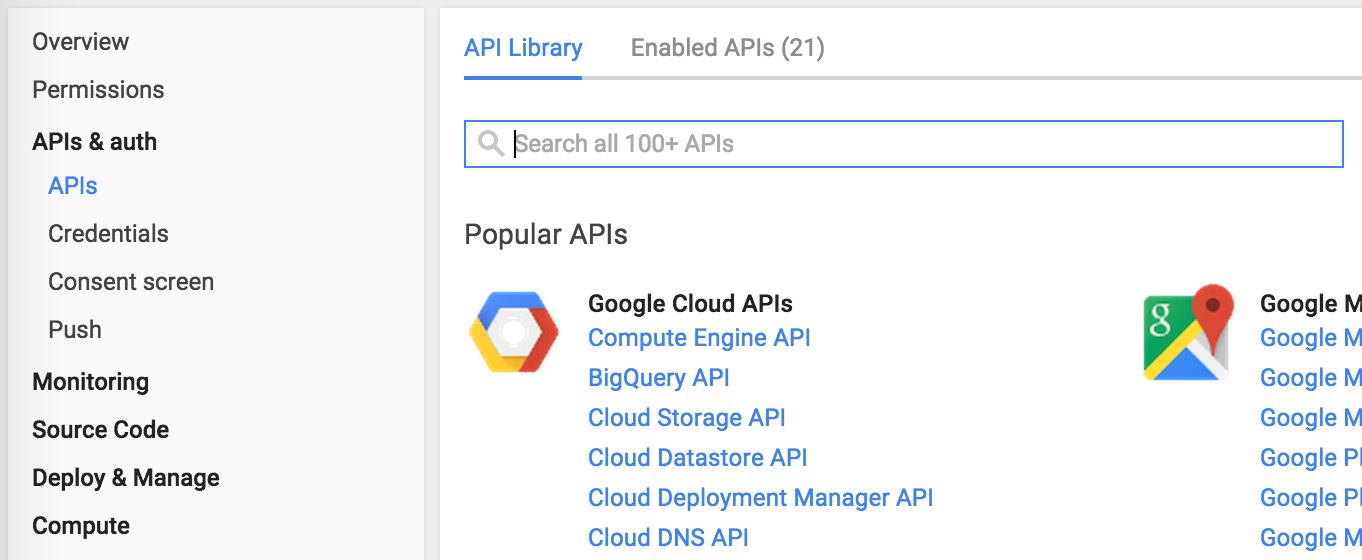 Overview
Permissions
APIs & auth
APIs
Credentials
Consent screen
Push
Monitoring
Source Code
Deploy & Manage
Compute
API Library
Enabled APIs (21)
Search all 100+ APIs
Popular APIs
Google Cloud APIs
Compute Engine API
BigQuery API
Cloud Storage API
Cloud Datastore API
Cloud Deployment Manager API
Cloud DNS API
g
Google M
Google M
Google M
Google M
Google Pl
Google Pl
Google M